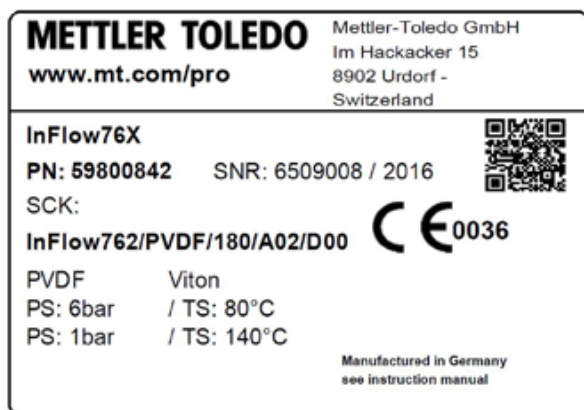 METTLER TOLEDO
www.mt.com/pro
Mettler-Toledo GmbH
Im Hackacker 15
8902 Urdorf -
Switzerland
InFlow76X
PN: 59800842 SNR: 6509008 / 2016
SCK:
InFlow762/PVDF/180/A02/D00
CE 0036
PVDF Viton
PS: 6bar / TS: 80°C
PS: 1bar / TS: 140°C
Manufactured in Germany
see instruction manual